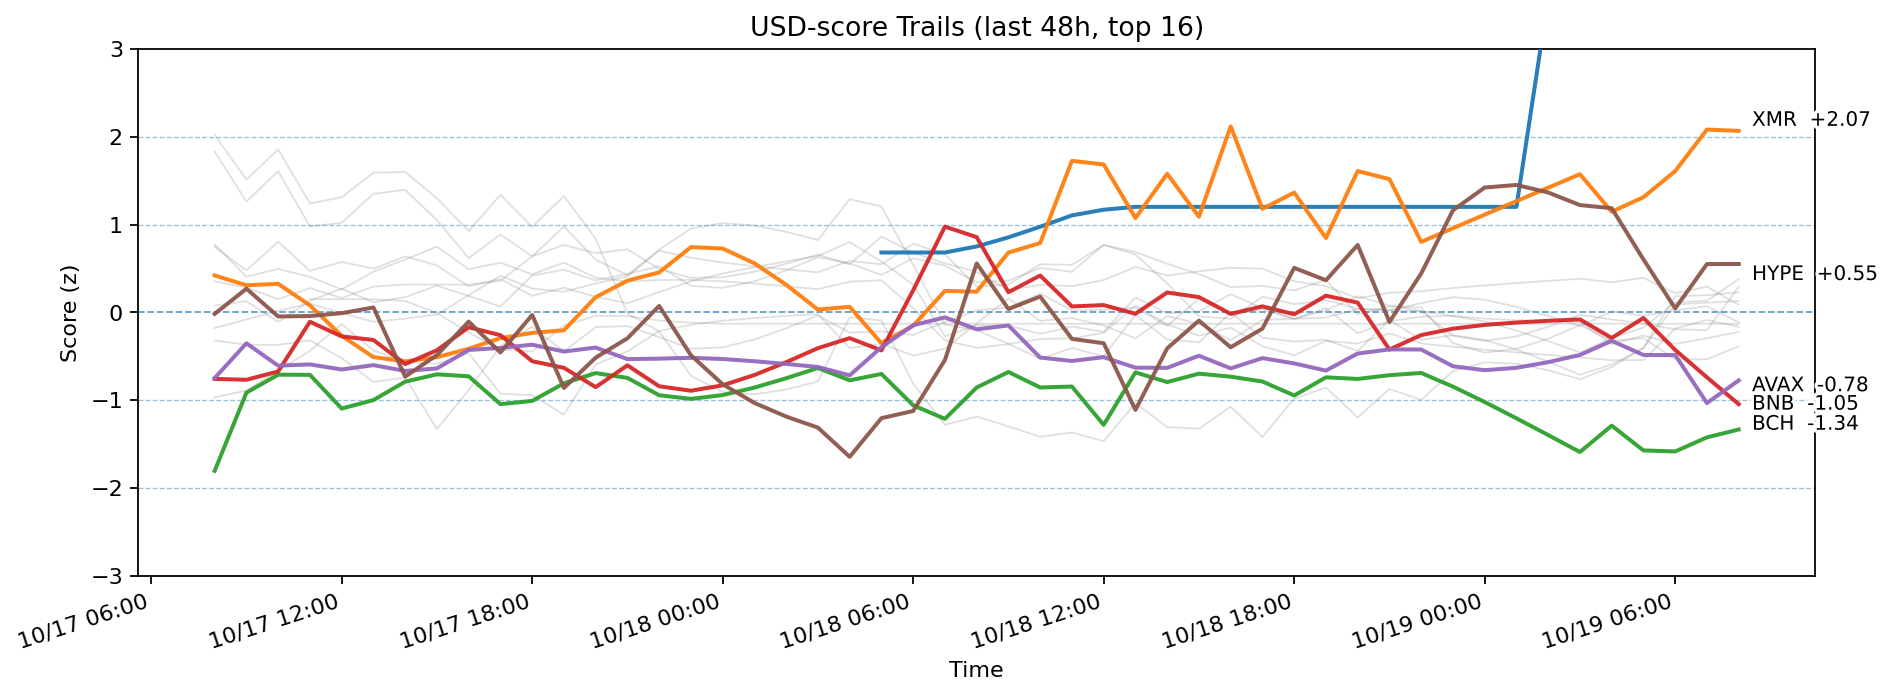 USD-score Trails (last 48h, top 16)
Score (z)
3
2
1
0
−1
−2
−3
XMR +2.07
HYPE +0.55
AVAX -0.78
BNB -1.05
BCH -1.34
10/17 06:00
10/17 12:00
10/17 18:00
10/18 00:00
10/18 06:00
10/18 12:00
10/18 18:00
10/19 00:00
10/19 06:00
Time